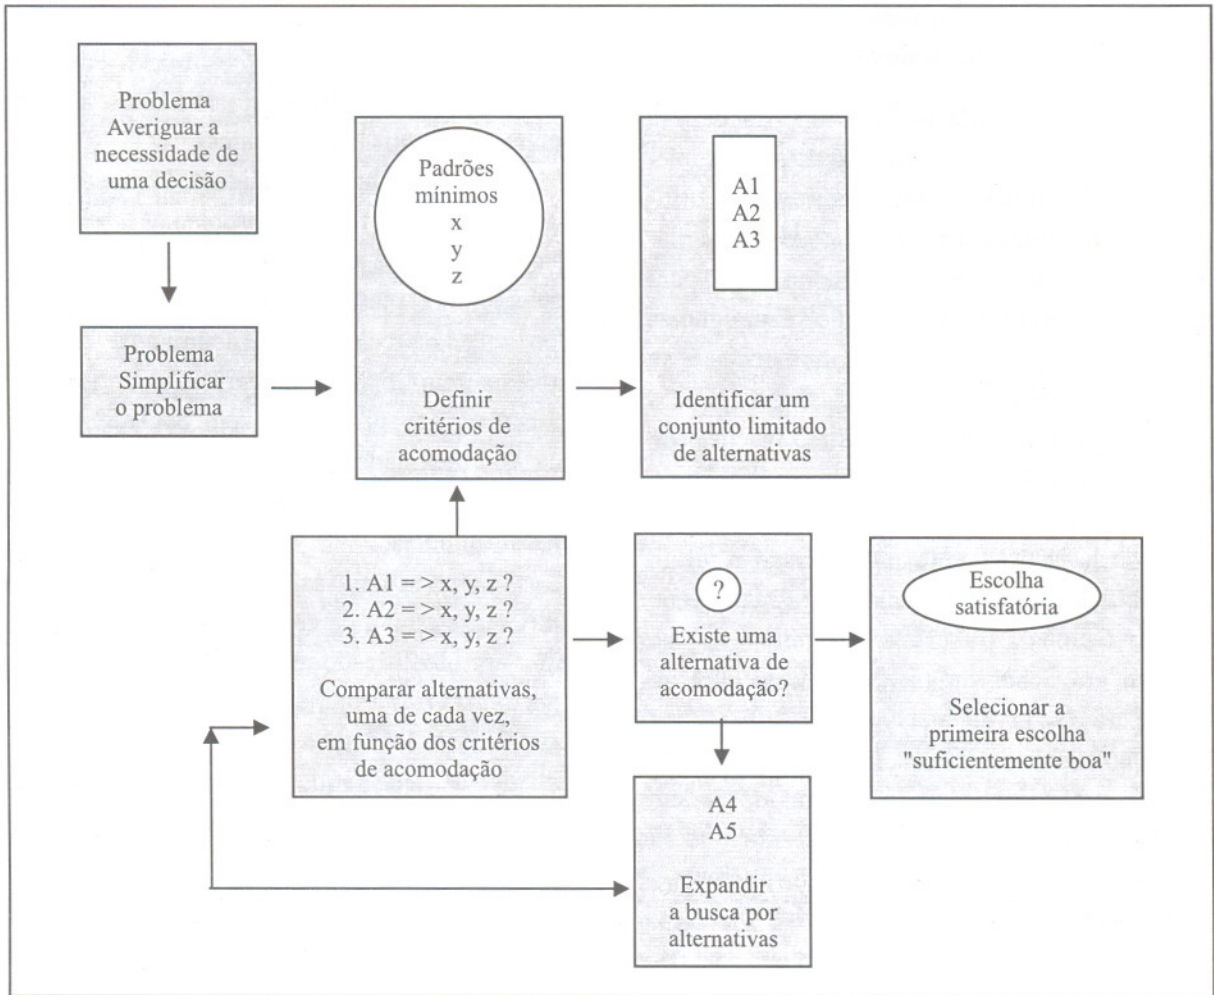 Problema
Averiguar a
necessidade de
uma decisão
Problema
Simplificar
o problema
Padrões
mínimos
x
y
z
Definir
critérios de
acomodação
A1
A2
A3
Identificar um
conjunto limitado
de alternativas
1. A1 = > x, y, z ?
2. A2 = > x, y, z ?
3. A3 = > x, y, z ?
Comparar alternativas,
uma de cada vez,
em função dos critérios
de acomodação
?
Existe uma
alternativa de
acomodação?
Escolha
satisfatória
Selecionar a
primeira escolha
"suficientemente boa"
A4
A5
Expandir
a busca por
alternativas